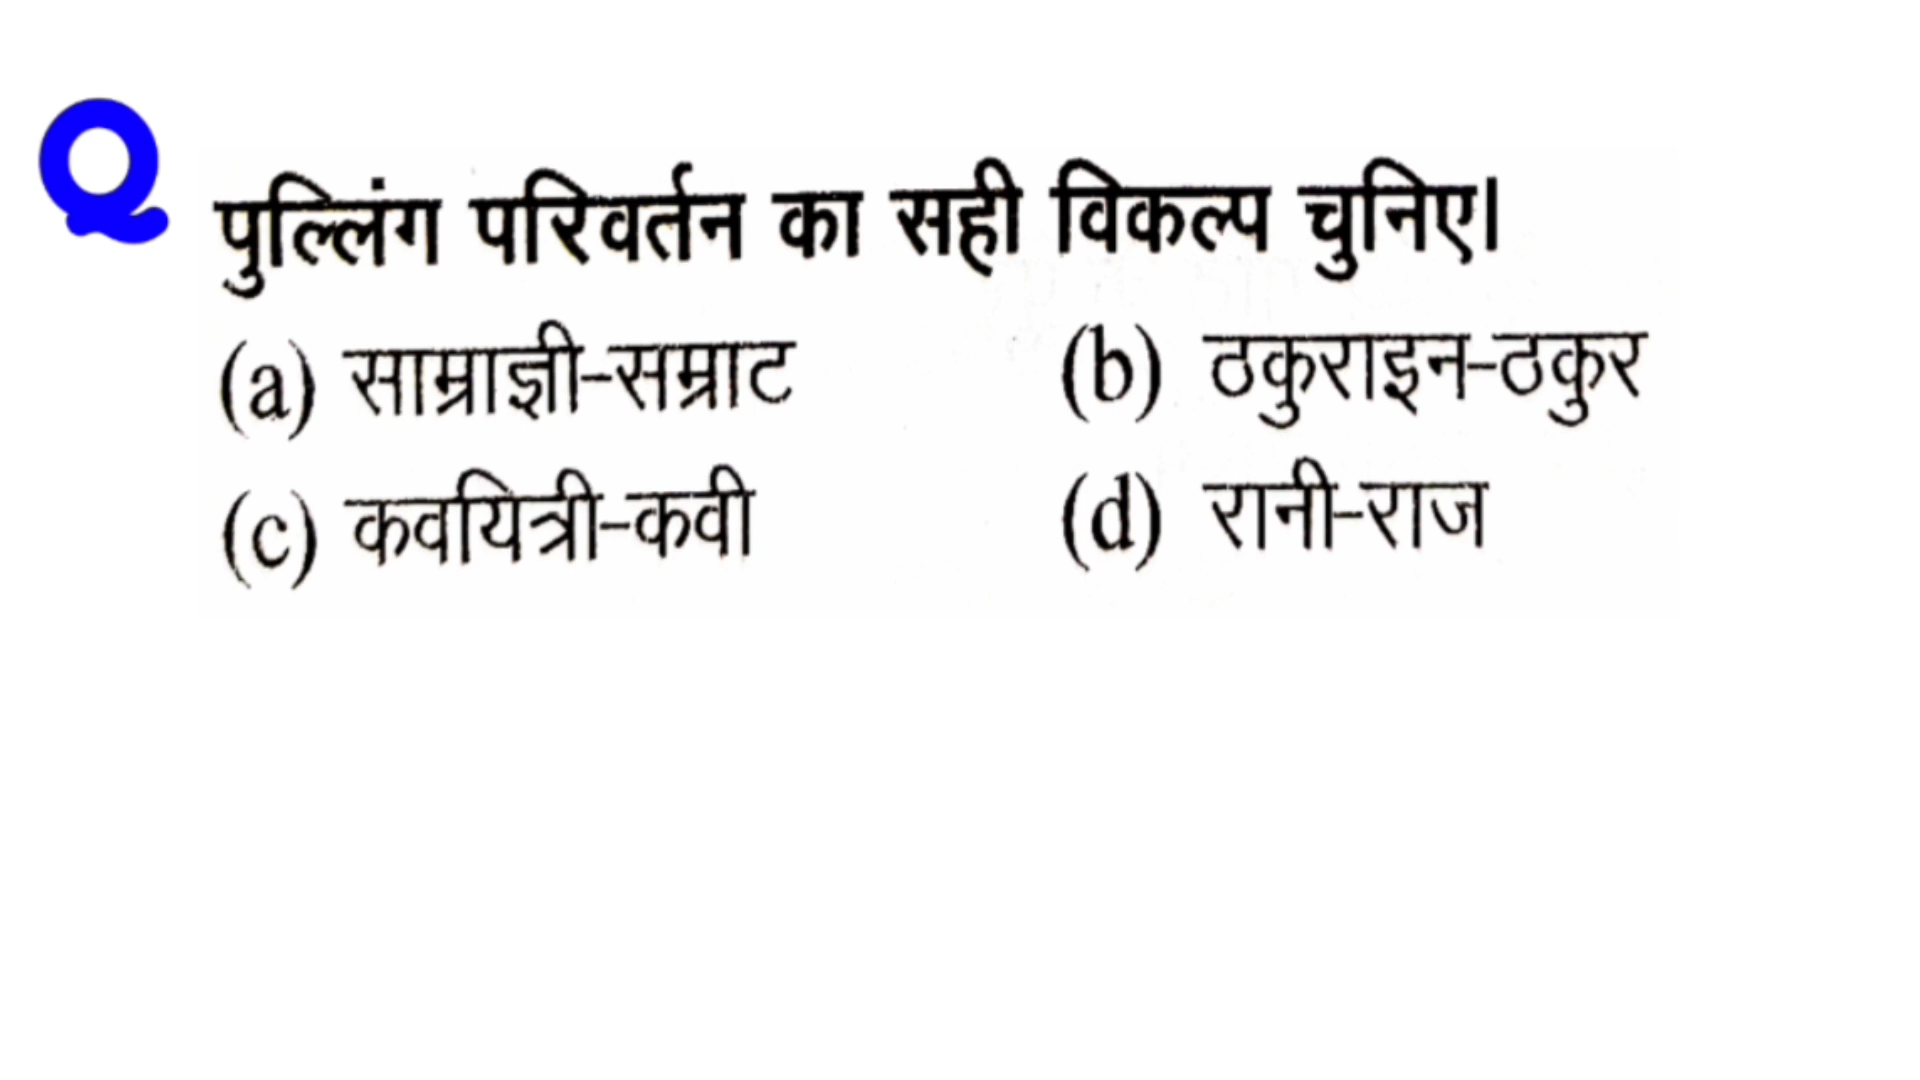 Q पुल्लिंग परिवर्तन का सही विकल्प चुनिए।
(a) साम्राज्ञी-सम्राट (b) ठकुराइन-ठकुर
(c) कवयित्री-कवी (d) रानी-राज